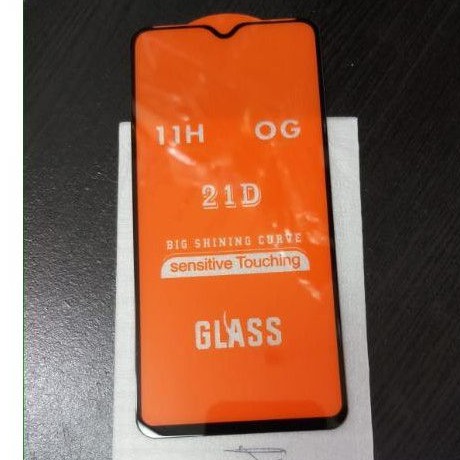 11H OG
21D
BIG SHINING CURVE
sensitive Touching
GLASS